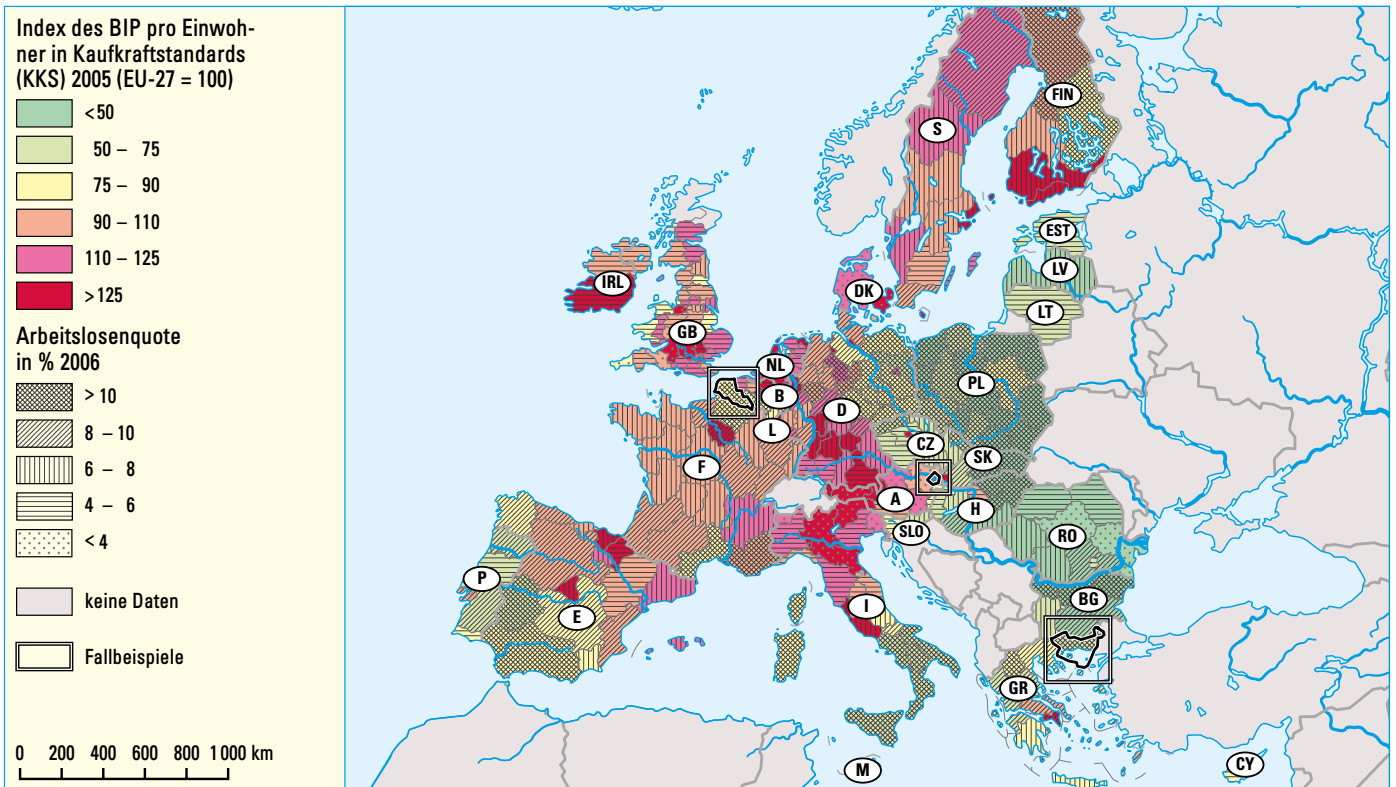 Index des BIP pro Einwoh-
ner in Kaufkraftstandards
(KKS) 2005 (EU-27 = 100)
<50
50 – 75
75 – 90
90 – 110
110 – 125
>125
Arbeitslosenquote
in % 2006
> 10
8 – 10
6 – 8
4 – 6
< 4
keine Daten
Fallbeispiele
0 200 400 600 800 1000 km
FIN
S
EST
LV
LT
IRL
DK
GB
NL
PL
B
D
L
CZ
SK
F
A
H
SLO
RO
P
BG
I
E
GR
CY
M